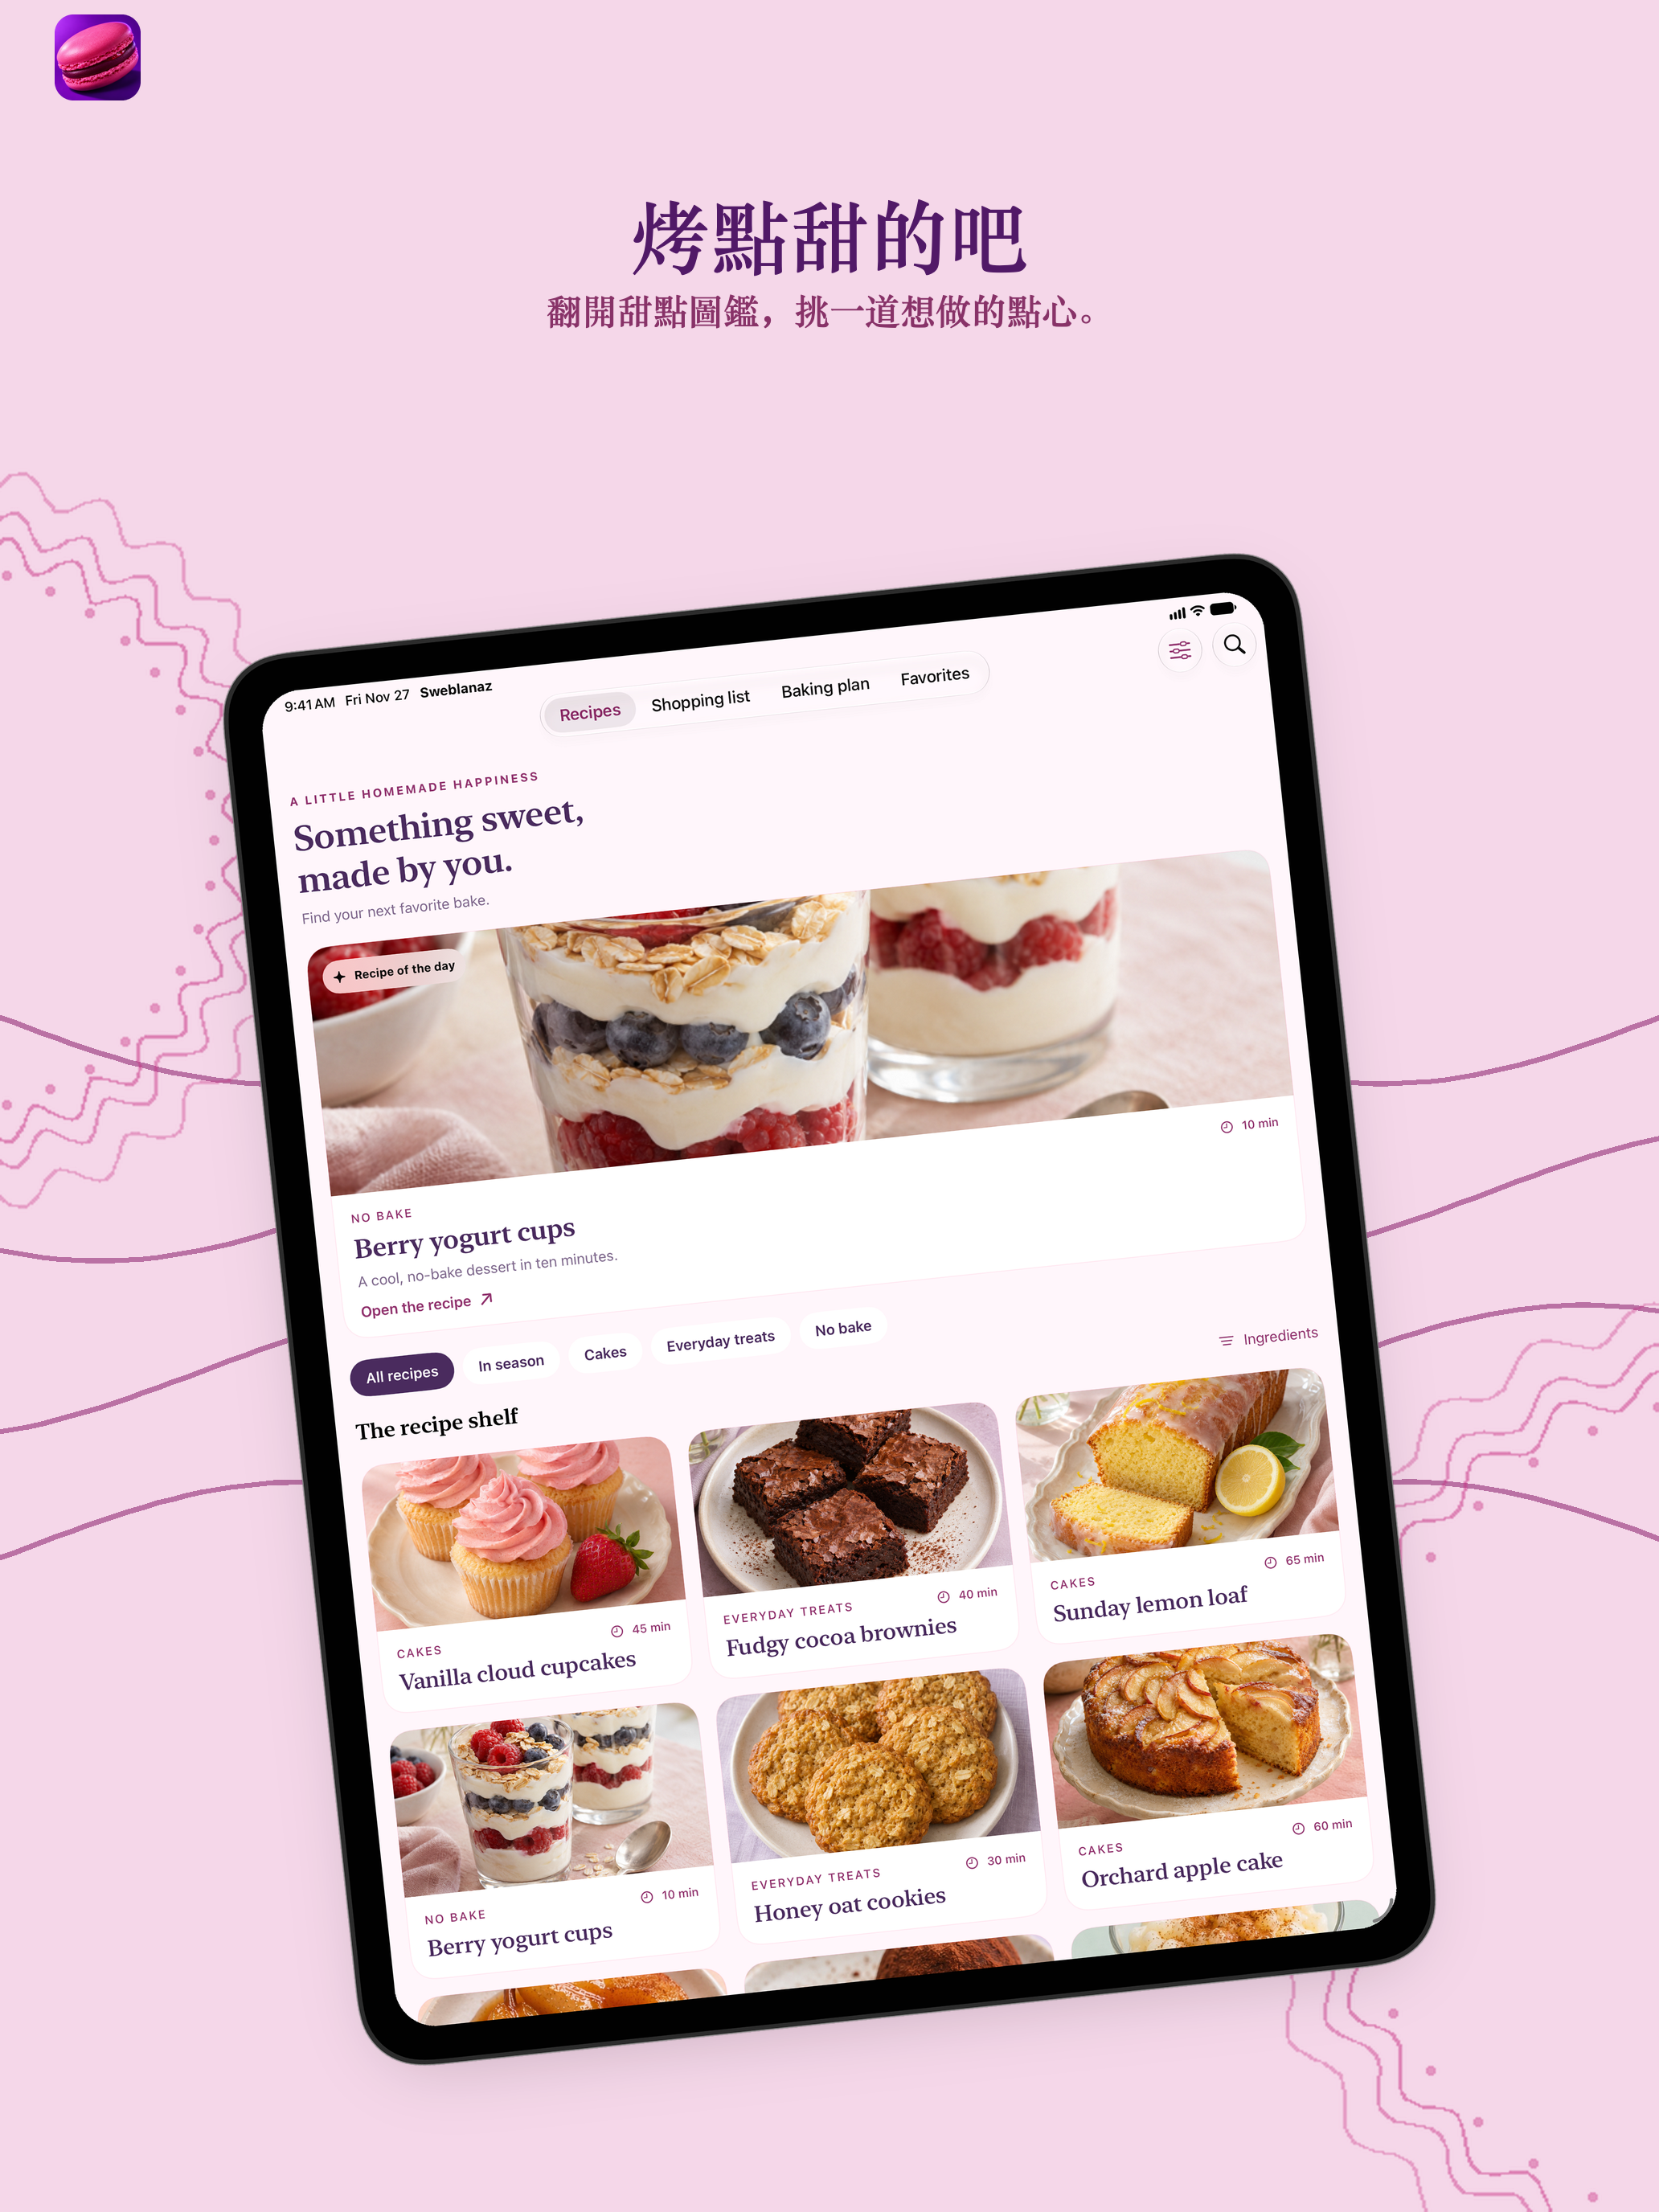 烤點甜的吧
翻開甜點圖鑑，挑一道想做的點心。
9:41 AM Fri Nov 27 Sweblanaz
Recipes Shopping list Baking plan Favorites
A LITTLE HOMEMADE HAPPINESS
Something sweet,
made by you.
Find your next favorite bake.
Recipe of the day
10 min
NO BAKE
Berry yogurt cups
A cool, no-bake dessert in ten minutes.
Open the recipe
All recipes In season Cakes Everyday treats No bake
Ingredients
The recipe shelf
CAKES 45 min
Vanilla cloud cupcakes
EVERYDAY TREATS 40 min
Fudgy cocoa brownies
CAKES 65 min
Sunday lemon loaf
NO BAKE 10 min
Berry yogurt cups
EVERYDAY TREATS 30 min
Honey oat cookies
CAKES 60 min
Orchard apple cake